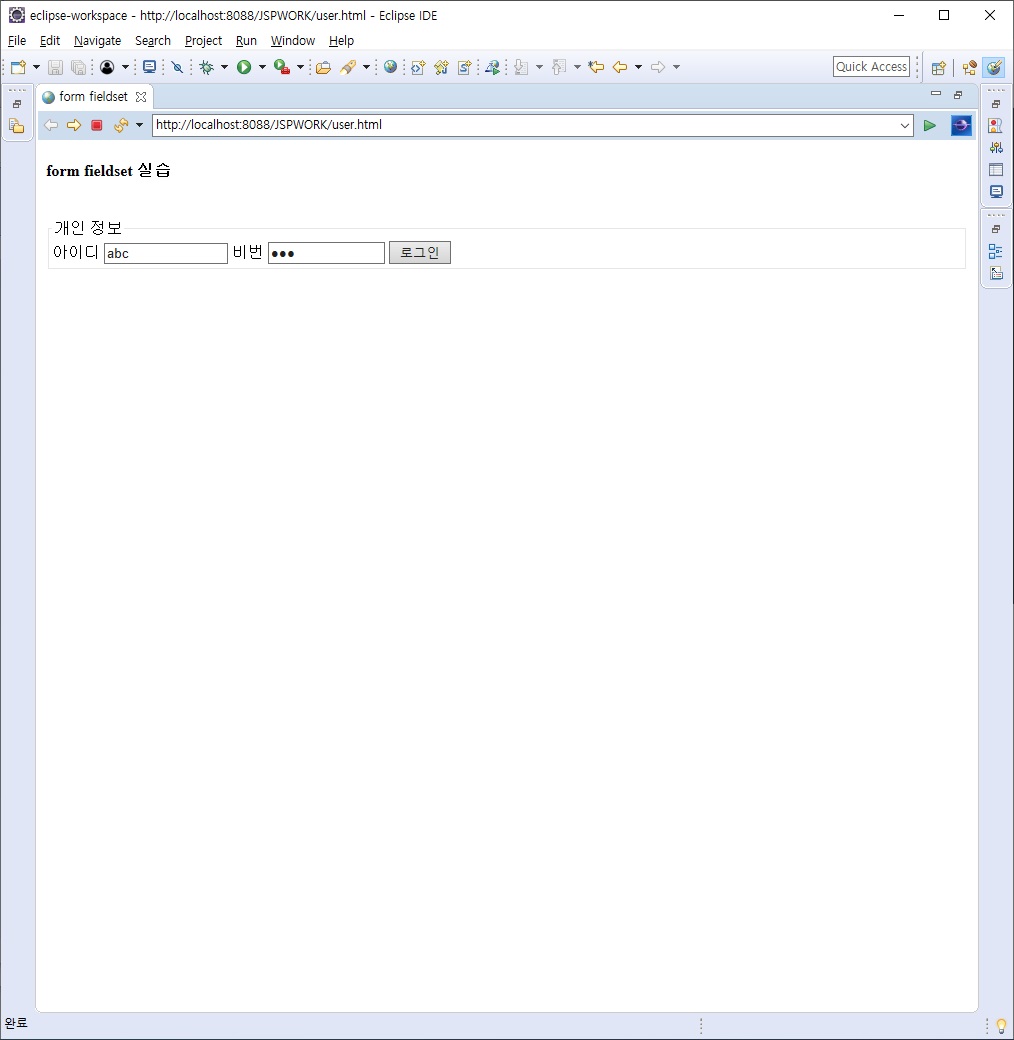 eclipse-workspace - http://localhost:8088/JSPWORK/user.html - Eclipse IDE
File Edit Navigate Search Project Run Window Help
Quick Access
form fieldset
http://localhost:8088/JSPWORK/user.html
form fieldset 실습
개인 정보
아이디 abc 비번 ●●● 로그인
완료